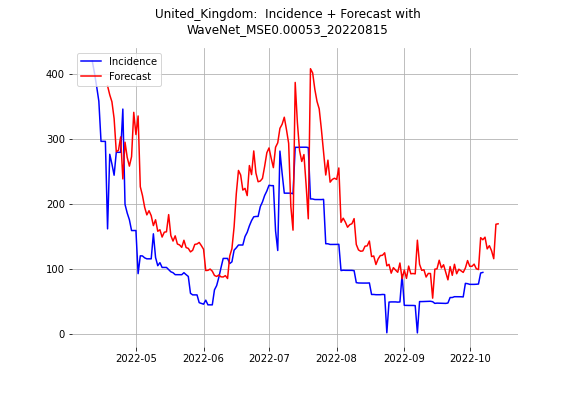 United_Kingdom:  Incidence + Forecast with
WaveNet_MSE0.00053_20220815
Incidence
Forecast
400
300
200
100
0
2022-05 2022-06 2022-07 2022-08 2022-09 2022-10